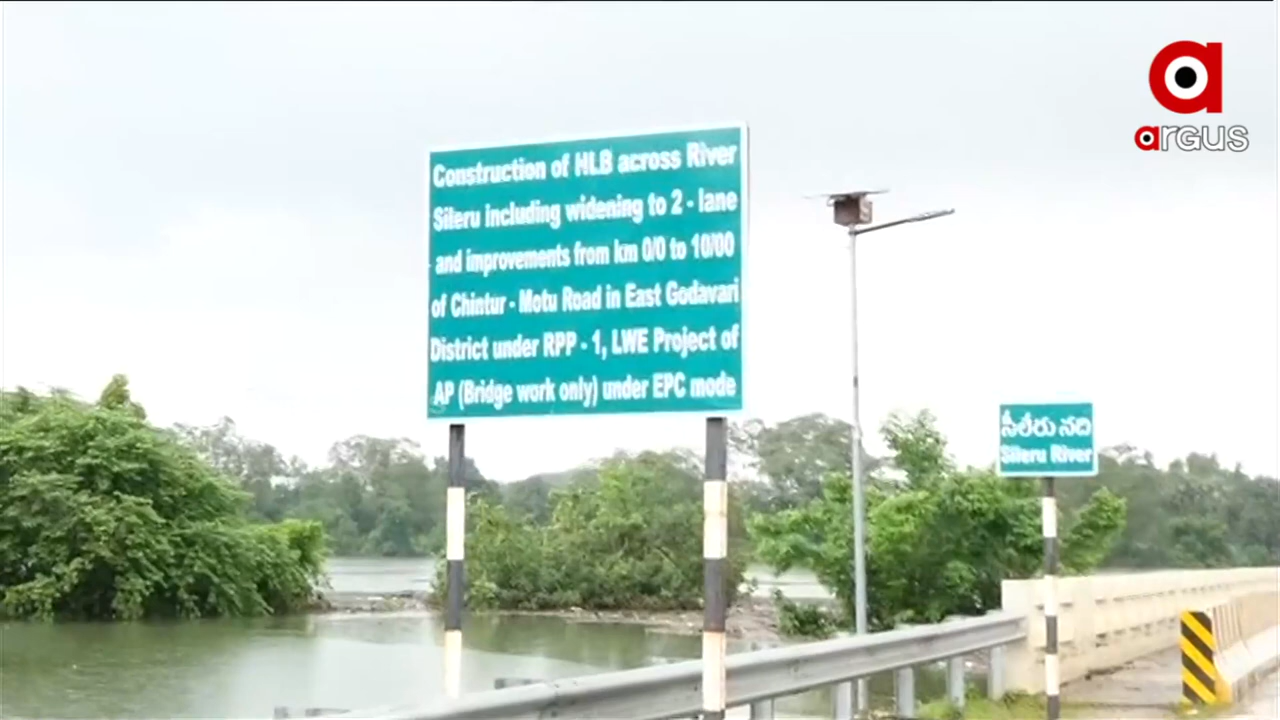 argus
Construction of HLB across River
Sileru including widening to 2 - lane
and improvements from km 0/0 to 10/00
of Chintur - Motu Road in East Godavari
District under RPP - 1, LWE Project of
AP (Bridge work only) under EPC mode
సీలేరు నది
Sileru River